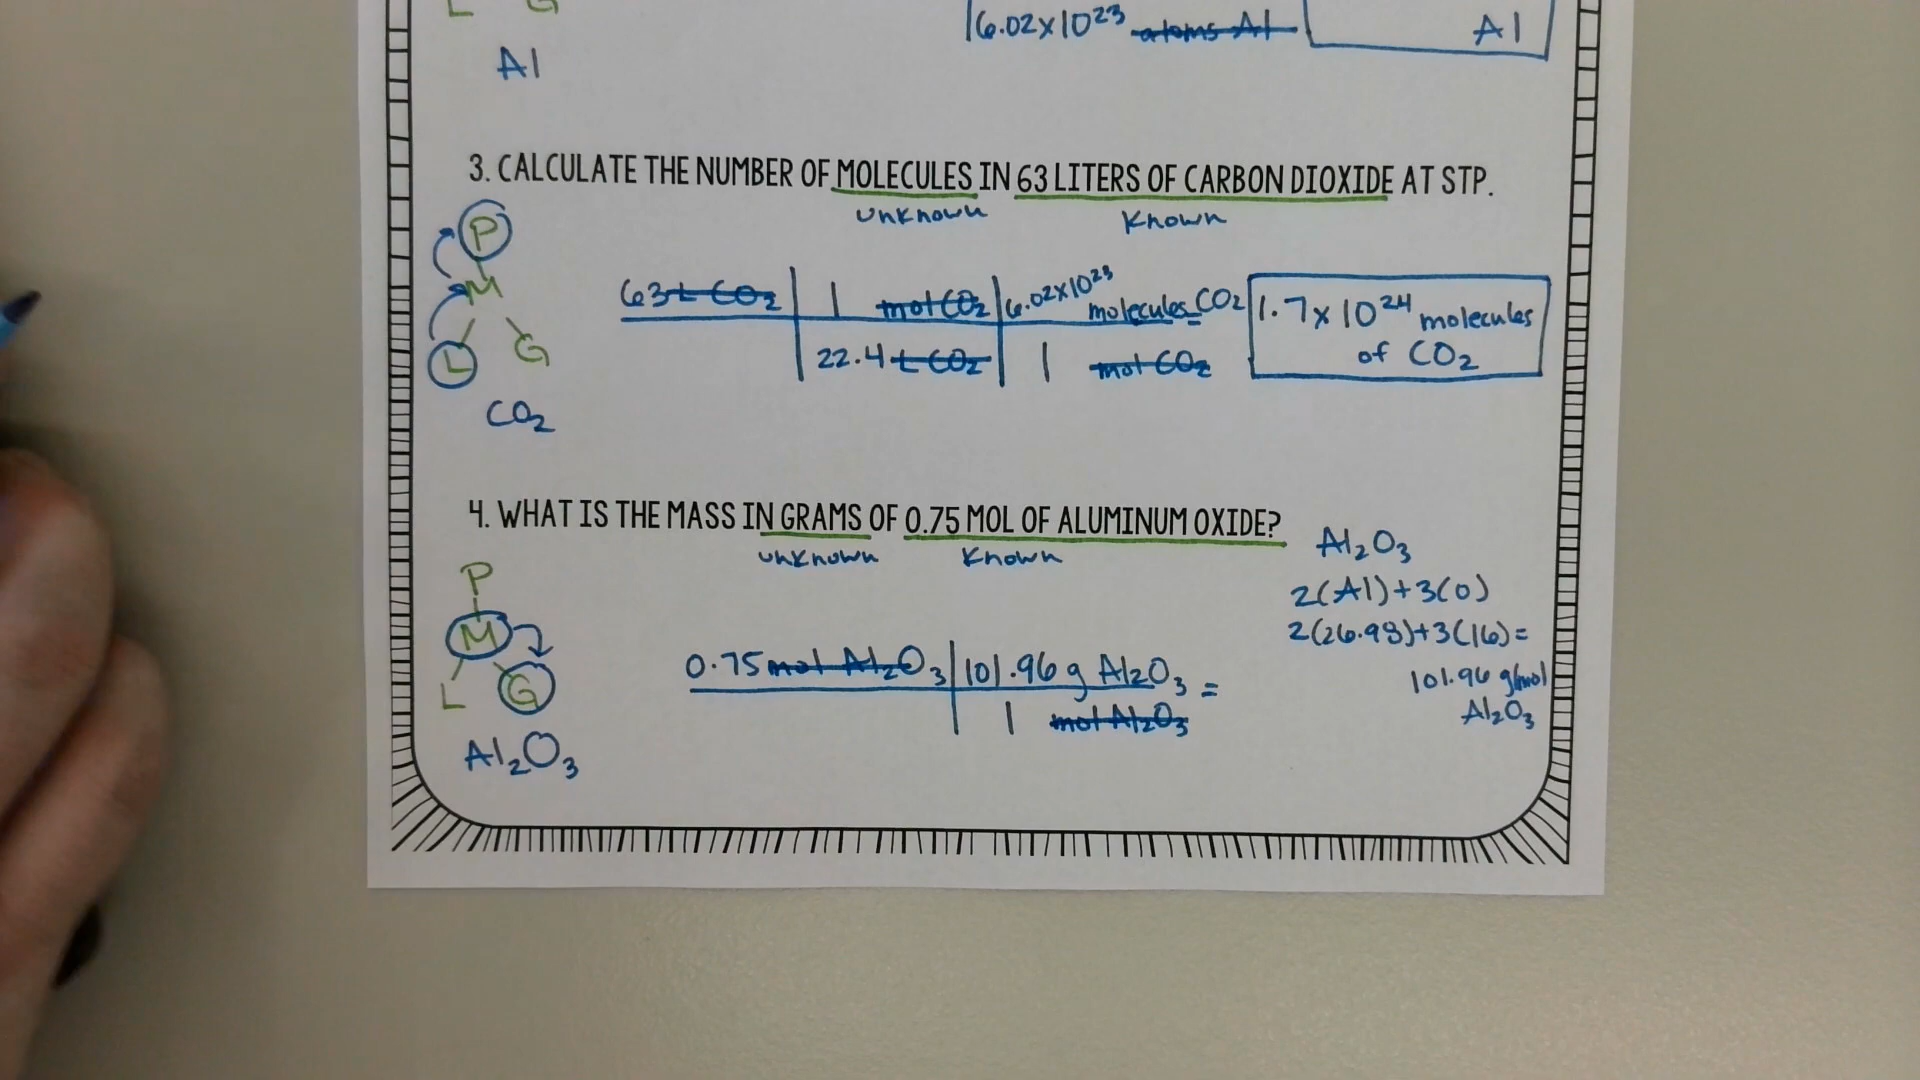 L G
6.02x10²³ atoms Al
Al
Al
3. CALCULATE THE NUMBER OF MOLECULES IN 63 LITERS OF CARBON DIOXIDE AT STP.
unknown known
P
M
L G
CO₂
63 L CO₂ | 1 mol CO₂ | 6.02x10²³ molecules CO₂
22.4 L CO₂ | 1 mol CO₂
1.7x10²⁴ molecules
of CO₂
4. WHAT IS THE MASS IN GRAMS OF 0.75 MOL OF ALUMINUM OXIDE?
unknown known
P
M
L G
Al₂O₃
0.75 mol Al₂O₃ | 101.96 g Al₂O₃ =
1 mol Al₂O₃
Al₂O₃
2(Al)+3(O)
2(26.98)+3(16)=
101.96 g/mol
Al₂O₃